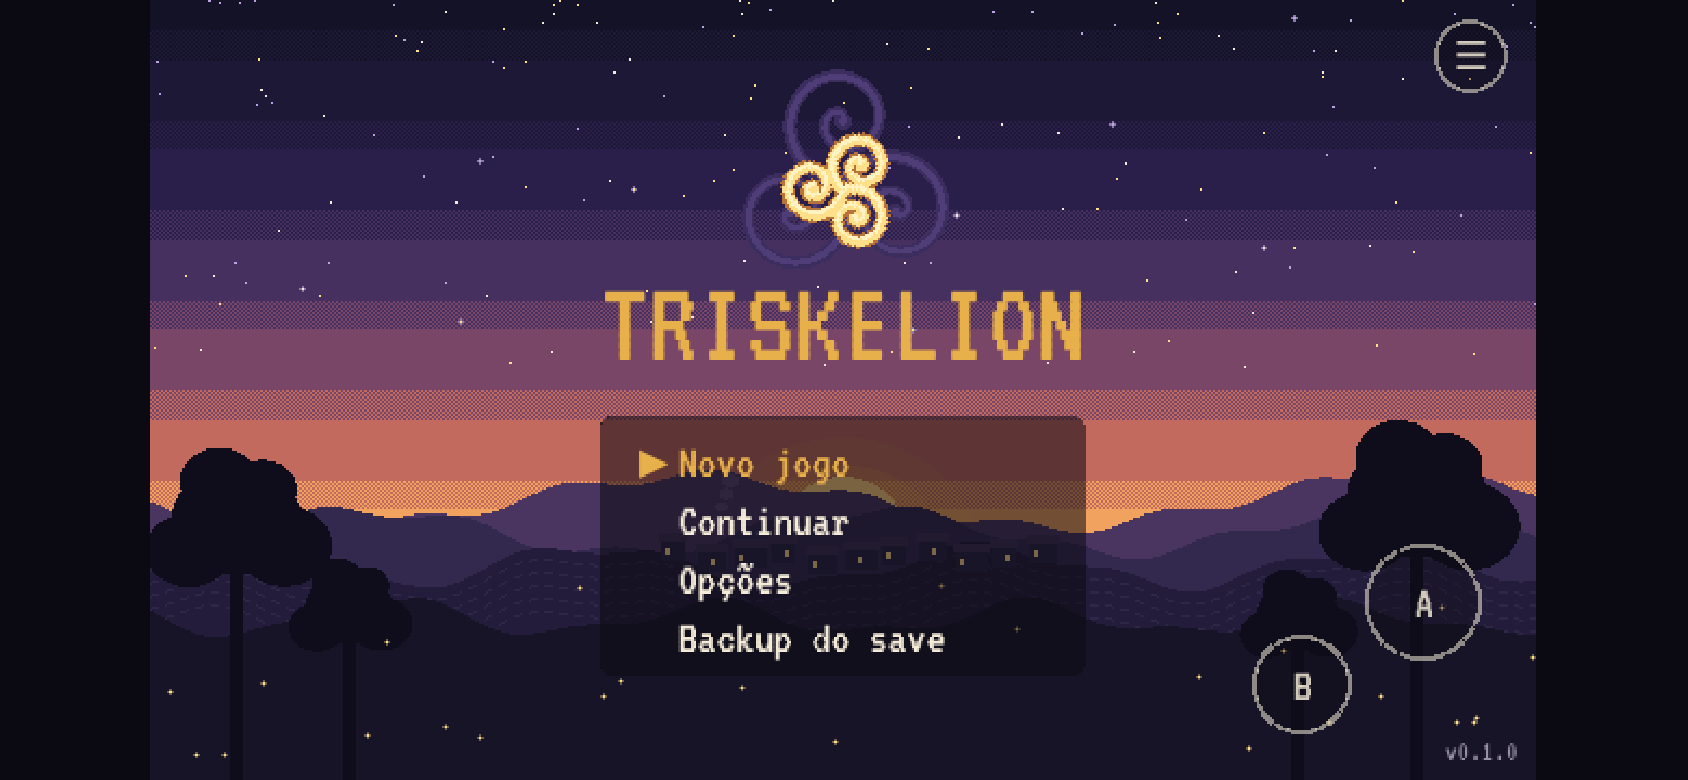 TRISKELION
Novo jogo
Continuar
Opções
Backup do save
A
B
v0.1.0